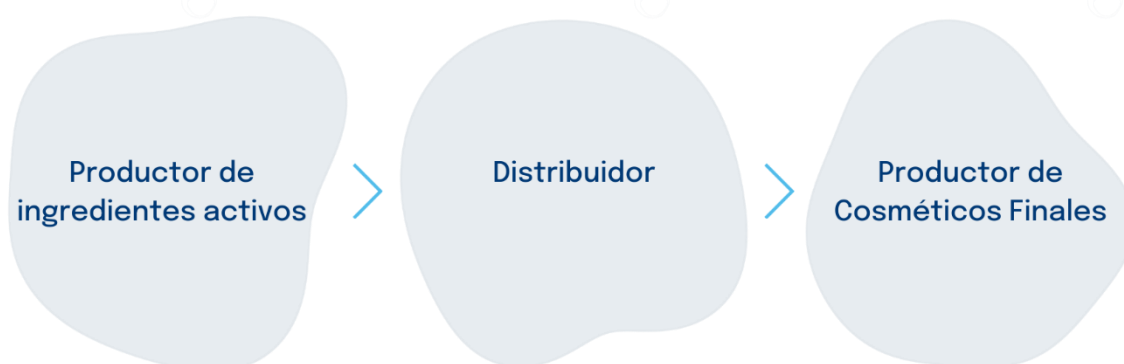 Productor de
ingredientes activos
Distribuidor
Productor de
Cosméticos Finales